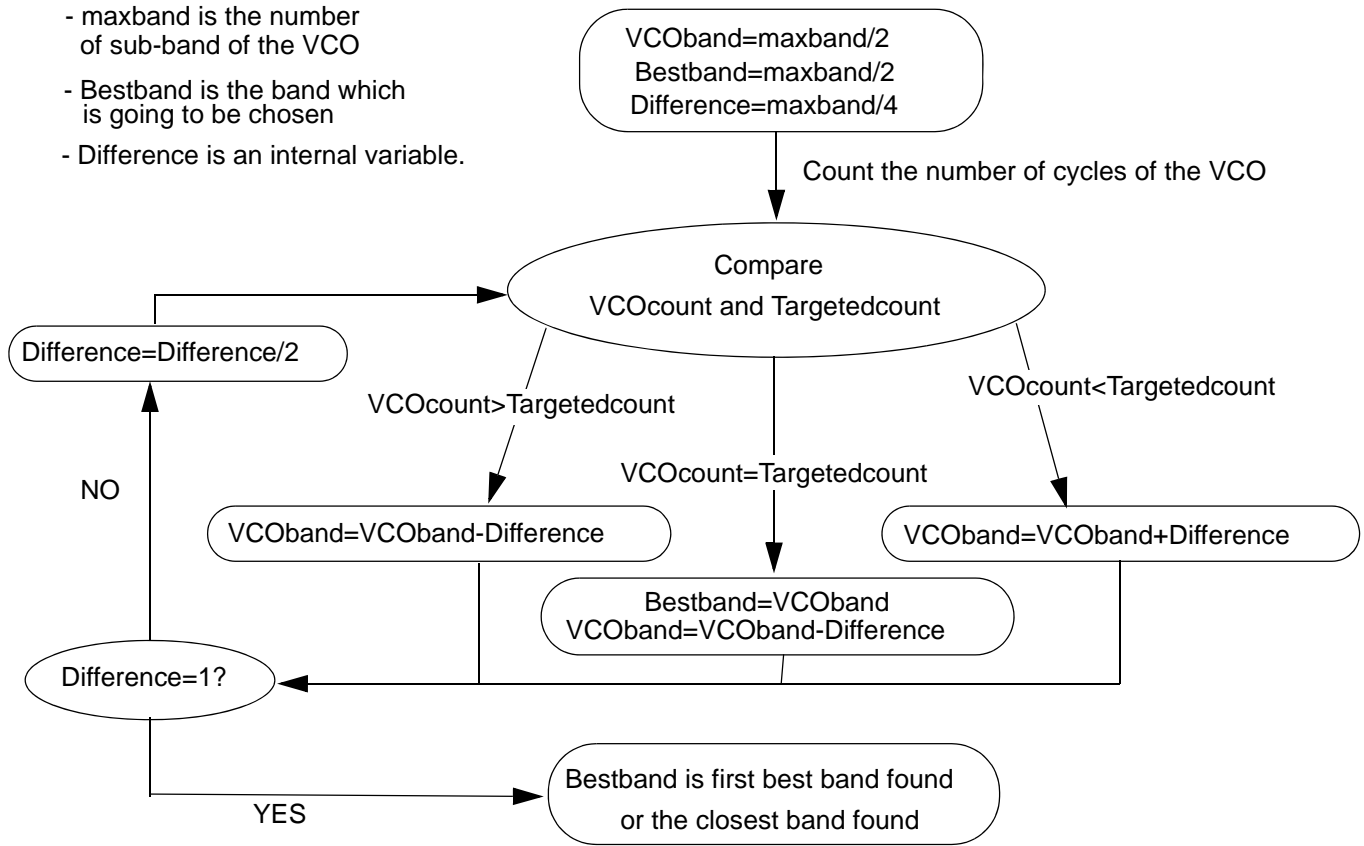 - maxband is the number
of sub-band of the VCO
- Bestband is the band which
is going to be chosen
- Difference is an internal variable.
VCOband=maxband/2
Bestband=maxband/2
Difference=maxband/4
Count the number of cycles of the VCO
Compare
VCOcount and Targetedcount
Difference=Difference/2
VCOcount>Targetedcount
VCOcount<Targetedcount
VCOcount=Targetedcount
NO
VCOband=VCOband-Difference
VCOband=VCOband+Difference
Bestband=VCOband
VCOband=VCOband-Difference
Difference=1?
YES
Bestband is first best band found
or the closest band found